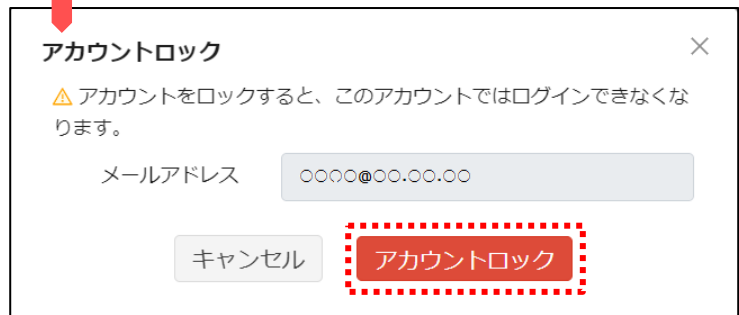 アカウントロック
⚠ アカウントをロックすると、このアカウントではログインできなくな
ります。
メールアドレス
○○○○@○○.○○.○○
キャンセル
アカウントロック